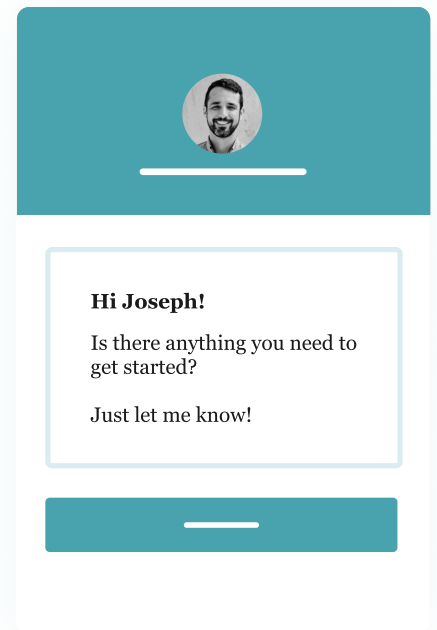 Hi Joseph!
Is there anything you need to
get started?
Just let me know!